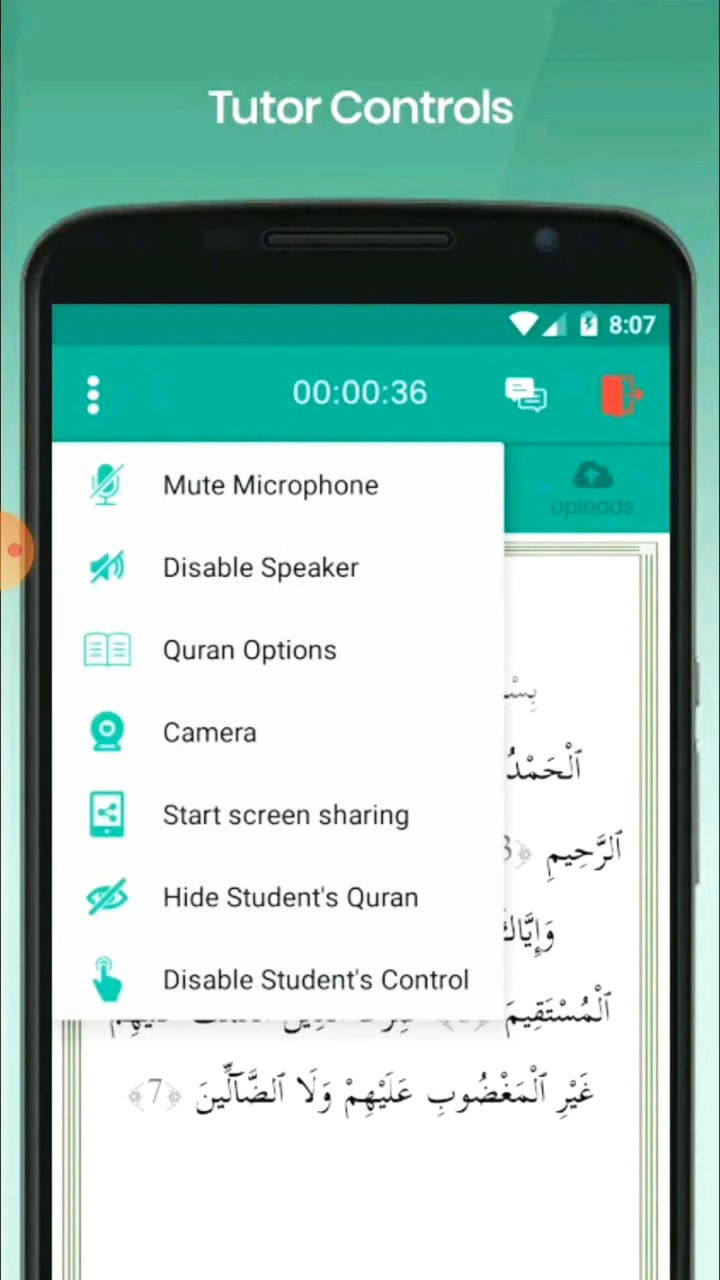 Tutor Controls
8:07
00:00:36
Uploads
Mute Microphone
Disable Speaker
Quran Options
Camera
Start screen sharing
Hide Student's Quran
Disable Student's Control
ٱلْحَمْدُ
ٱلرَّحِيمِ
وَإِيَّاكَ
ٱلْمُسْتَقِيمَ
غَيْرِ ٱلْمَغْضُوبِ عَلَيْهِمْ وَلَا ٱلضَّآلِّينَ ﴿7﴾